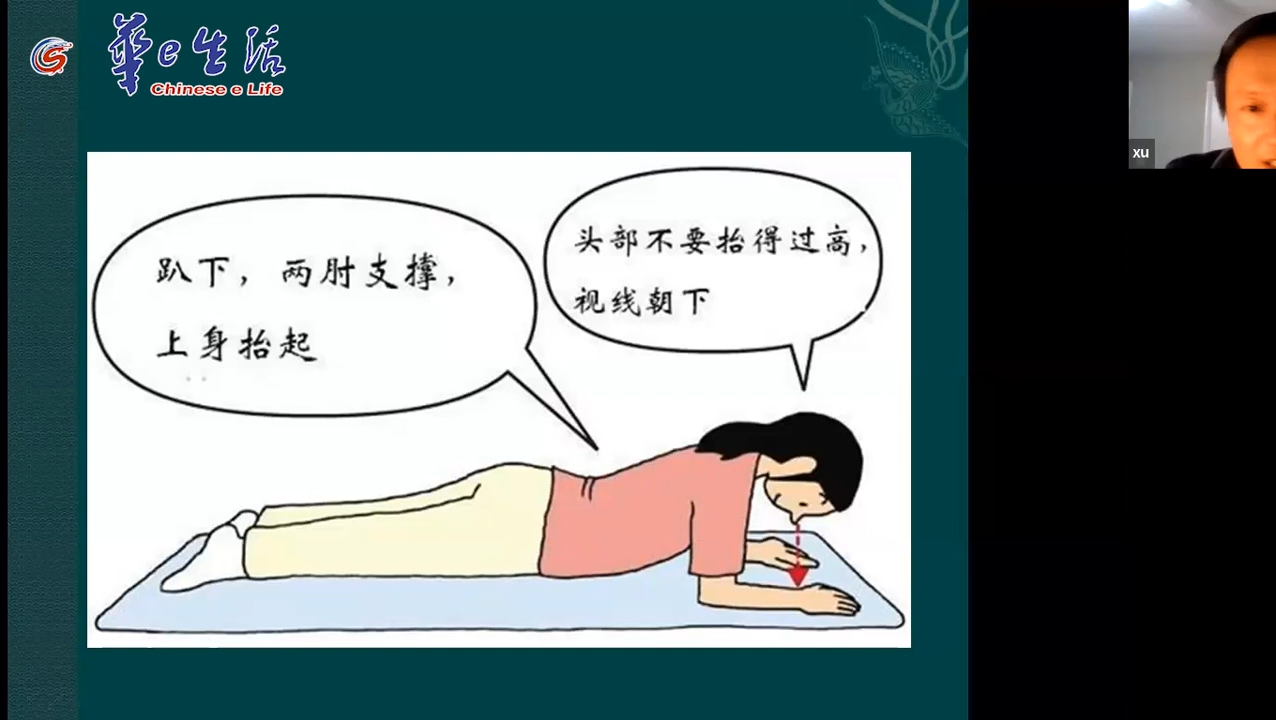 華e生活
Chinese e Life
趴下，两肘支撑，
上身抬起
头部不要抬得过高，
视线朝下
xu